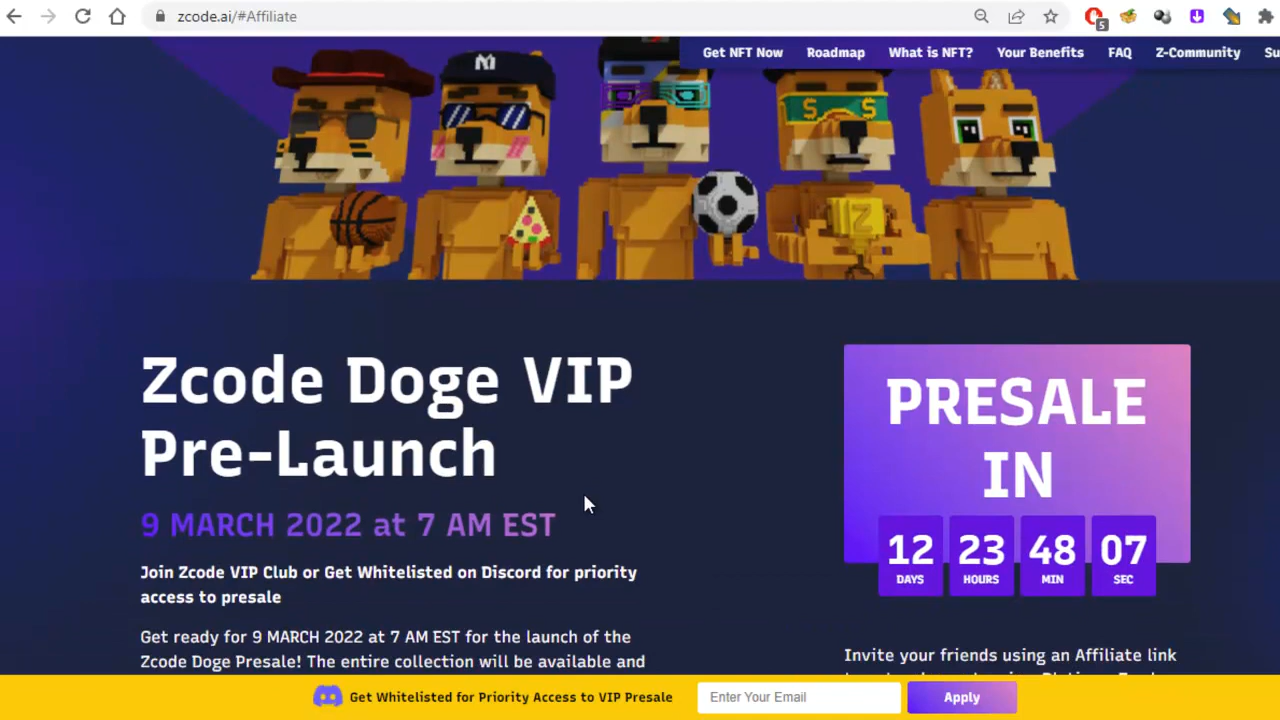 zcode.ai/#Affiliate
5
Get NFT Now Roadmap What is NFT? Your Benefits FAQ Z-Community Su
$ $
Z
Zcode Doge VIP
Pre-Launch
9 MARCH 2022 at 7 AM EST
Join Zcode VIP Club or Get Whitelisted on Discord for priority
access to presale
Get ready for 9 MARCH 2022 at 7 AM EST for the launch of the
Zcode Doge Presale! The entire collection will be available and
PRESALE
IN
12 23 48 07
DAYS HOURS MIN SEC
Invite your friends using an Affiliate link
Get Whitelisted for Priority Access to VIP Presale Enter Your Email Apply